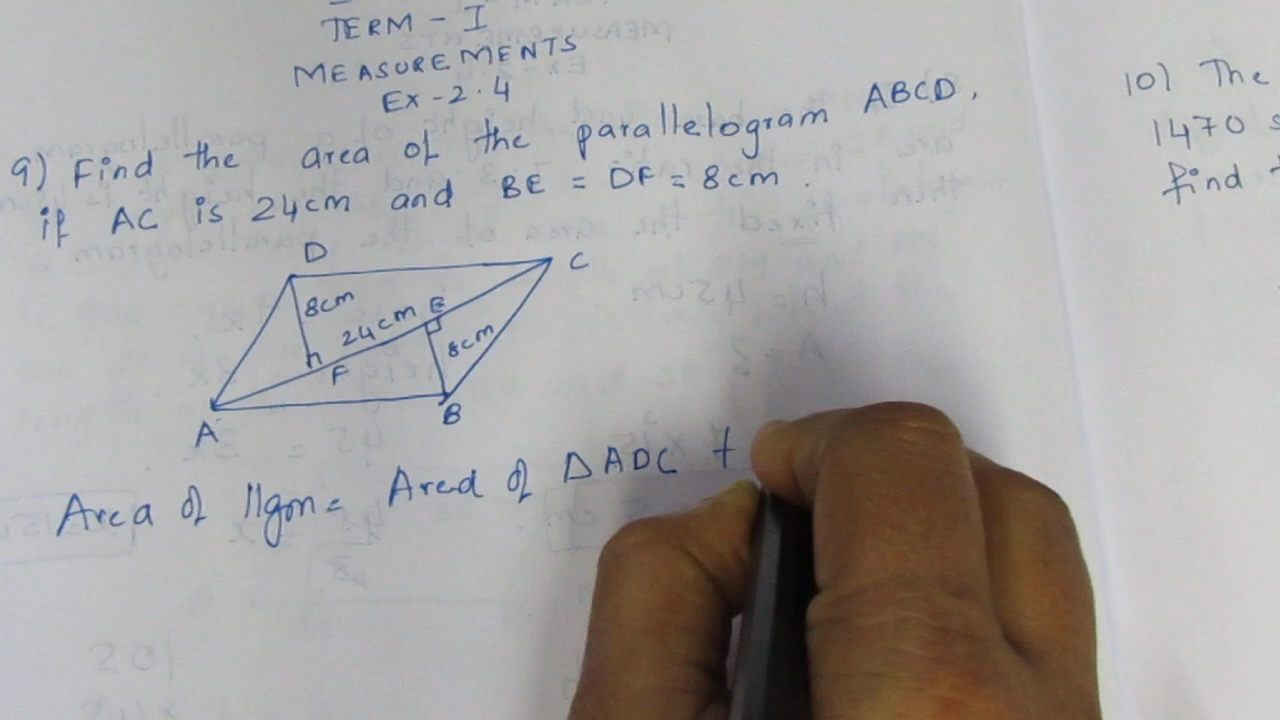 TERM - I
MEASUREMENTS
Ex - 2.4
9) Find the area of the parallelogram ABCD,
if AC is 24cm and BE = DF = 8cm.
D
C
8cm
24cm E
h
F
8cm
A
B
Area of ||gm = Area of ΔADC +
10) The
1470
find